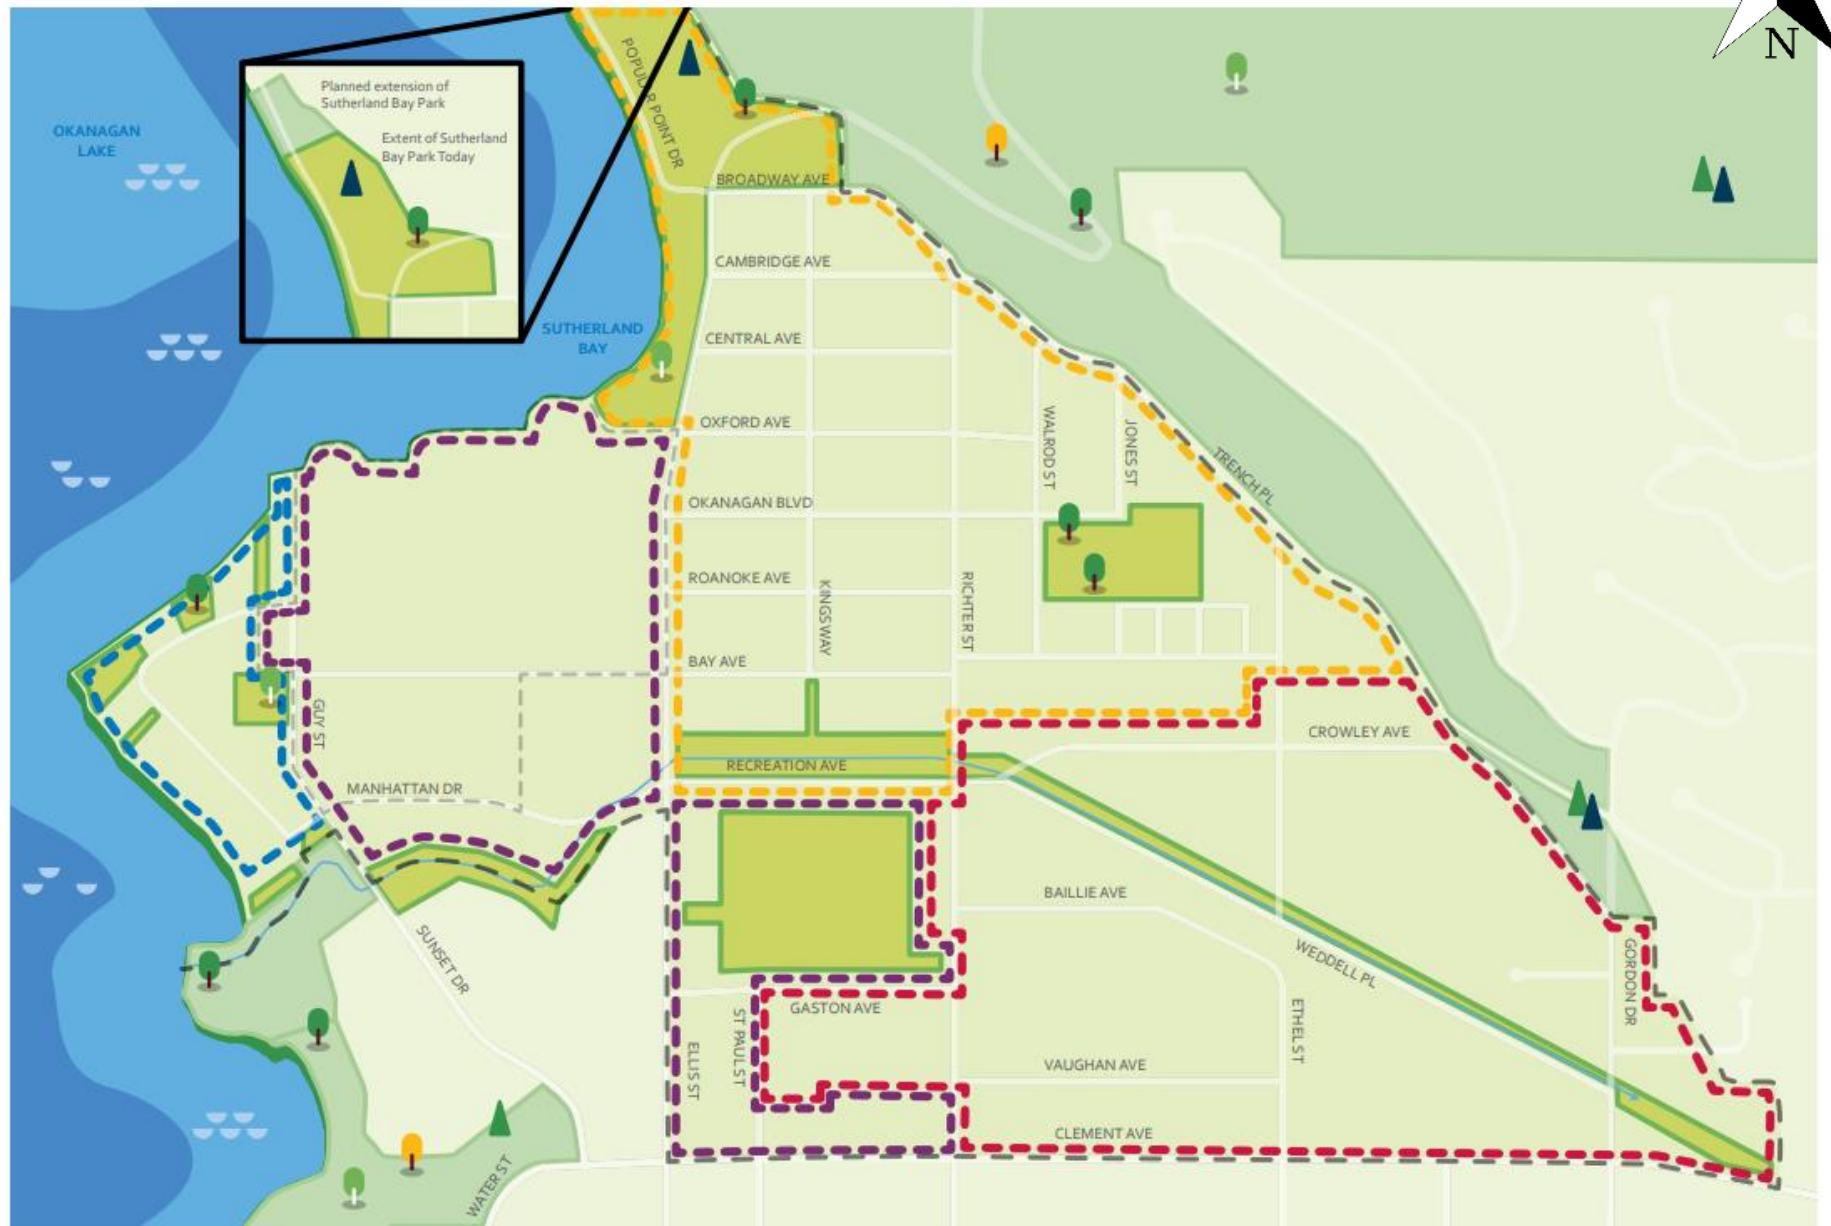 N
POPULAR POINT DR
Planned extension of
Sutherland Bay Park
Extent of Sutherland
Bay Park Today
OKANAGAN
LAKE
BROADWAY AVE
CAMBRIDGE AVE
SUTHERLAND
BAY
CENTRAL AVE
OXFORD AVE
WALROD ST
JONES ST
TRENCH PL
OKANAGAN BLVD
ROANOKE AVE
KINGSWAY
RICHTER ST
BAY AVE
GUY ST
CROWLEY AVE
RECREATION AVE
MANHATTAN DR
BAILLIE AVE
SUNSET DR
WEDDELL PL
GORDON DR
GASTON AVE
ST PAUL ST
ELLIS ST
ETHEL ST
VAUGHAN AVE
CLEMENT AVE
WATER ST